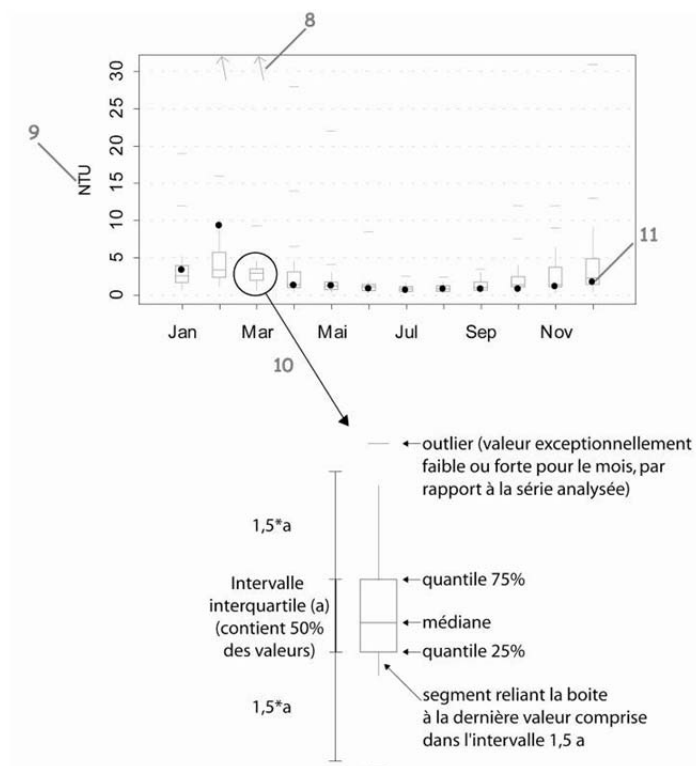 8
30
25
20
15
10
5
0
9
NTU
11
Jan Mar Mai Jul Sep Nov
10
outlier (valeur exceptionnellement
faible ou forte pour le mois, par
rapport à la série analysée)
1,5*a
quantile 75%
Intervalle
interquartile (a)
(contient 50%
des valeurs)
médiane
quantile 25%
1,5*a
segment reliant la boite
à la dernière valeur comprise
dans l'intervalle 1,5 a